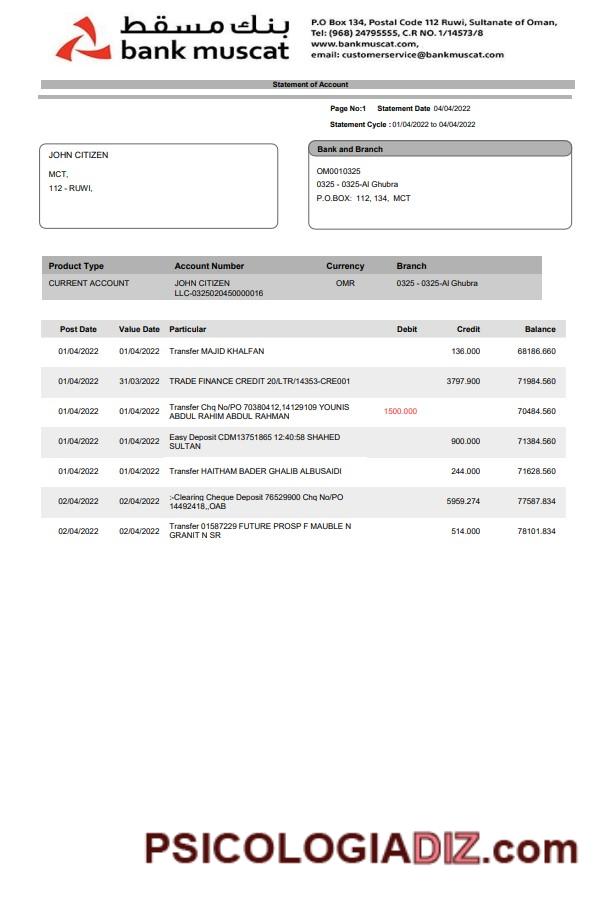 بنك مسقط
bank muscat
P.O Box 134, Postal Code 112 Ruwi, Sultanate of Oman,
Tel: (968) 24795555, C.R NO. 1/14573/8
www.bankmuscat.com,
email: customerservice@bankmuscat.com
Statement of Account
Page No:1 Statement Date 04/04/2022
Statement Cycle : 01/04/2022 to 04/04/2022
JOHN CITIZEN
MCT,
112 - RUWI,
Bank and Branch
OM0010325
0325 - 0325-Al Ghubra
P.O.BOX: 112, 134, MCT
Product Type Account Number Currency Branch
CURRENT ACCOUNT JOHN CITIZEN OMR 0325 - 0325-Al Ghubra
LLC-0325020450000016
Post Date Value Date Particular Debit Credit Balance
01/04/2022 01/04/2022 Transfer MAJID KHALFAN 136.000 68186.660
01/04/2022 31/03/2022 TRADE FINANCE CREDIT 20/LTR/14353-CRE001 3797.900 71984.560
01/04/2022 01/04/2022 Transfer Chq No/PO 70380412,14129109 YOUNIS 1500.000 70484.560
ABDUL RAHIM ABDUL RAHMAN
01/04/2022 01/04/2022 Easy Deposit CDM13751865 12:40:58 SHAHED 900.000 71384.560
SULTAN
01/04/2022 01/04/2022 Transfer HAITHAM BADER GHALIB ALBUSAIDI 244.000 71628.560
02/04/2022 02/04/2022 :-Clearing Cheque Deposit 76529900 Chq No/PO 5959.274 77587.834
14492418,,OAB
02/04/2022 02/04/2022 Transfer 01587229 FUTURE PROSP F MAUBLE N 514.000 78101.834
GRANIT N SR
PSICOLOGIADIZ.com